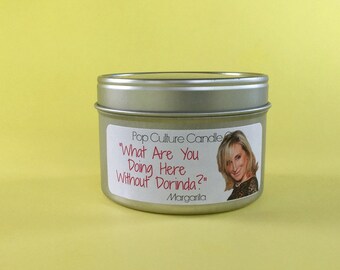 Pop Culture Candle
"What Are You
Doing Here
Without Dorinda?"
Margarita